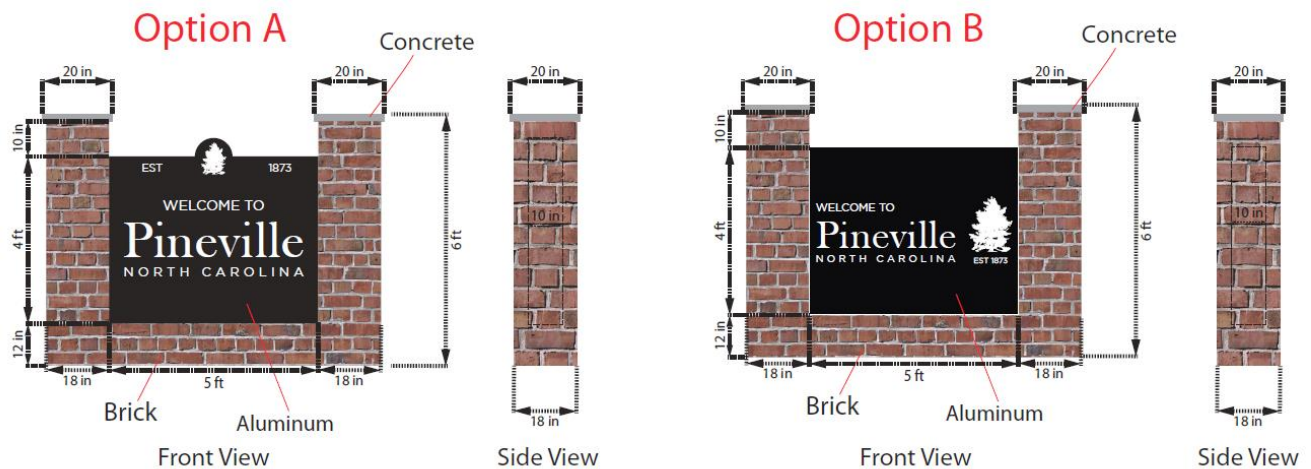 Option A
Concrete
20 in
20 in
20 in
10 in
EST
1873
WELCOME TO
Pineville
NORTH CAROLINA
4 ft
6 ft
10 in
12 in
18 in
5 ft
18 in
18 in
Brick
Aluminum
Front View
Side View
Option B
Concrete
20 in
20 in
20 in
10 in
WELCOME TO
Pineville
NORTH CAROLINA
EST 1873
4 ft
6 ft
10 in
12 in
18 in
5 ft
18 in
18 in
Brick
Aluminum
Front View
Side View